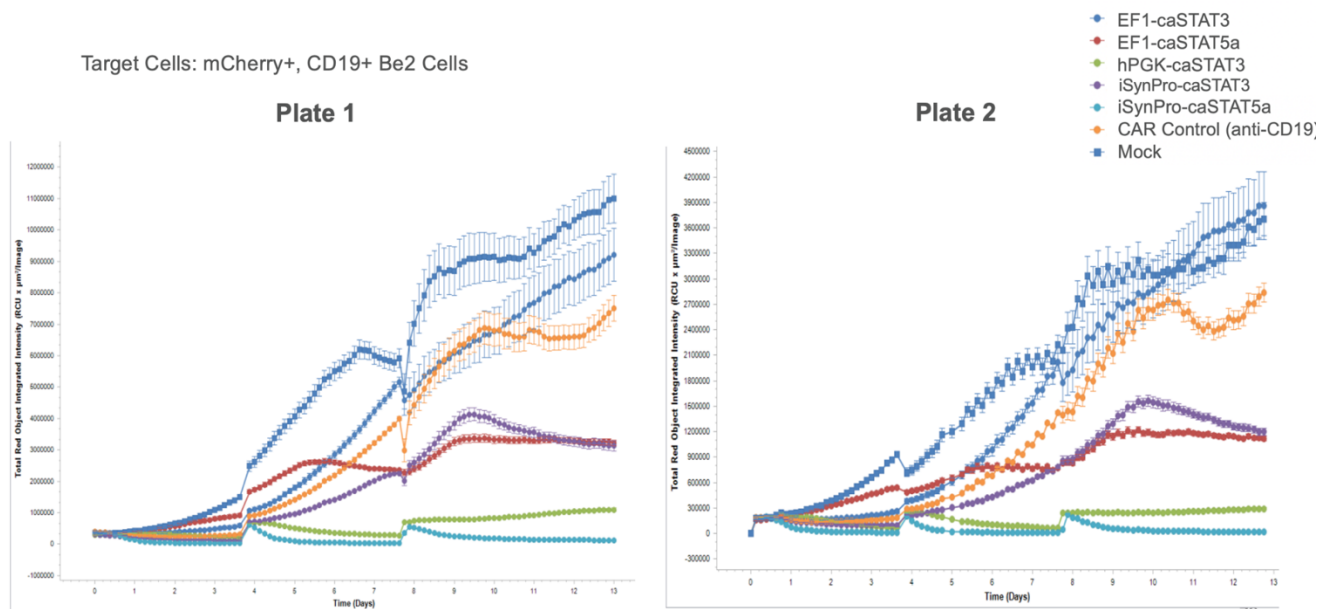 Target Cells: mCherry+, CD19+ Be2 Cells
EF1-caSTAT3
EF1-caSTAT5a
hPGK-caSTAT3
iSynPro-caSTAT3
iSynPro-caSTAT5a
CAR Control (anti-CD19)
Mock
Plate 1
Total Red Object Integrated Intensity (RCU x µm²/Image)
12000000
11000000
10000000
9000000
8000000
7000000
6000000
5000000
4000000
3000000
2000000
1000000
0
-1000000
0 1 2 3 4 5 6 7 8 9 10 11 12 13
Time (Days)
Plate 2
Total Red Object Integrated Intensity (RCU x µm²/Image)
4500000
4200000
3900000
3600000
3300000
3000000
2700000
2400000
2100000
1800000
1500000
1200000
900000
600000
300000
0
-300000
0 1 2 3 4 5 6 7 8 9 10 11 12 13
Time (Days)